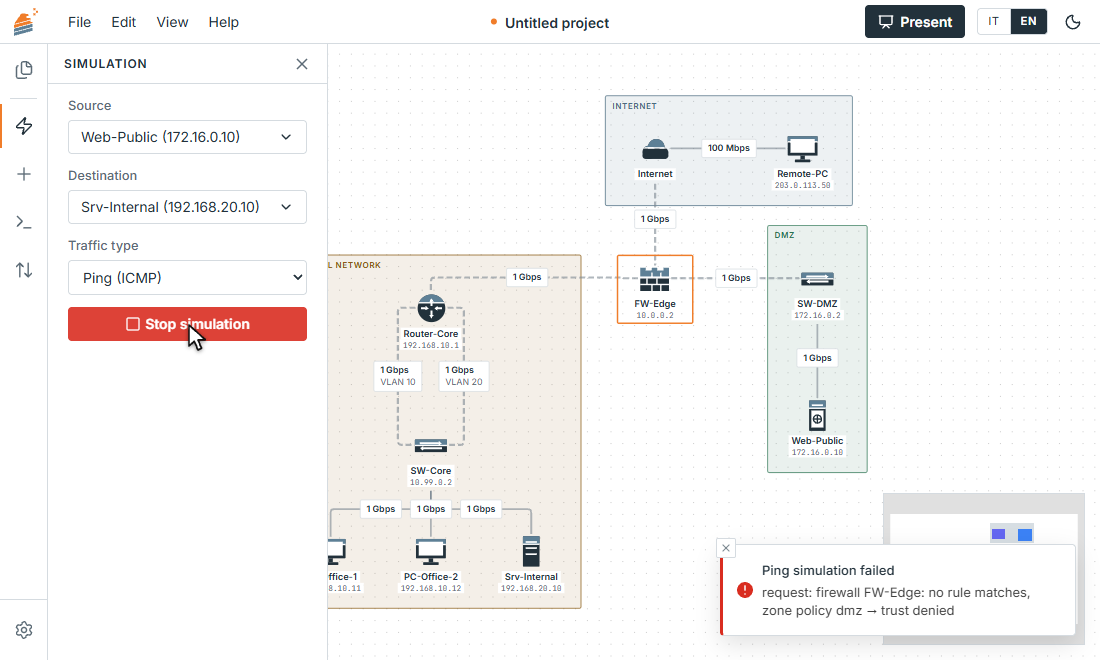 File Edit View Help
Untitled project
Present
IT EN
SIMULATION
Source
Web-Public (172.16.0.10)
Destination
Srv-Internal (192.168.20.10)
Traffic type
Ping (ICMP)
Stop simulation
INTERNET
100 Mbps
Internet
Remote-PC
203.0.113.50
1 Gbps
DMZ
L NETWORK
1 Gbps
FW-Edge
10.0.0.2
1 Gbps
SW-DMZ
172.16.0.2
Router-Core
192.168.10.1
1 Gbps
VLAN 10
1 Gbps
VLAN 20
1 Gbps
Web-Public
172.16.0.10
SW-Core
10.99.0.2
1 Gbps 1 Gbps 1 Gbps
ffice-1
8.10.11
PC-Office-2
192.168.10.12
Srv-Internal
192.168.20.10
Ping simulation failed
request: firewall FW-Edge: no rule matches,
zone policy dmz → trust denied